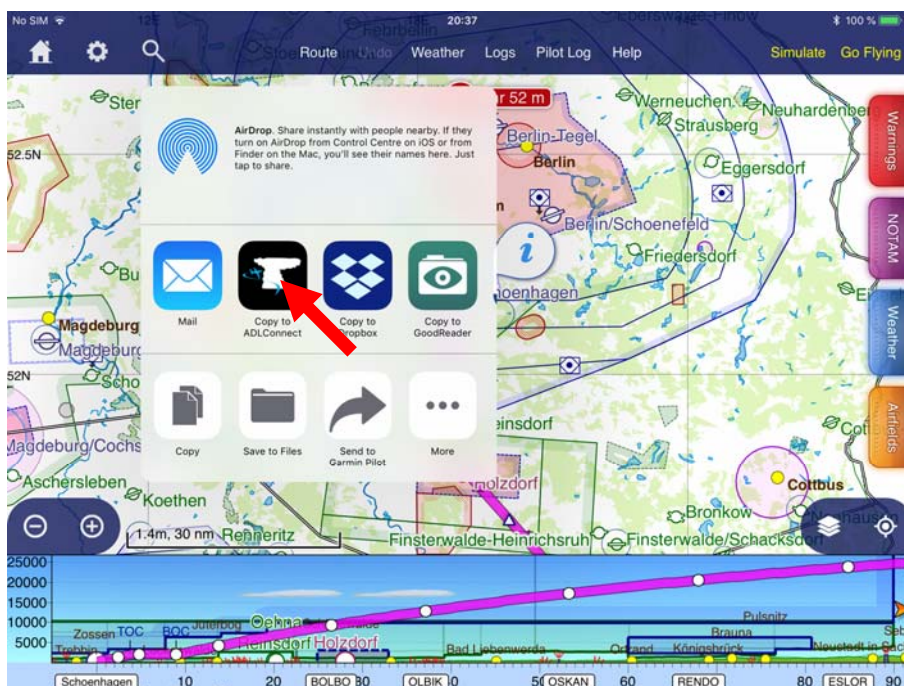 No SIM
20:37
100 %
Route Undo Weather Logs Pilot Log Help
Simulate Go Flying
52 m
Werneuchen
Neuhardenberg
Strausberg
Berlin-Tegel
Berlin
Eggersdorf
52.5N
Warnings
AirDrop. Share instantly with people nearby. If they
turn on AirDrop from Control Centre on iOS or from
Finder on the Mac, you'll see their names here. Just
tap to share.
Berlin/Schoenefeld
NOTAM
Friedersdorf
i
Mail
Copy to
ADLConnect
Copy to
Dropbox
Copy to
GoodReader
Magdeburg
Weather
52N
Copy
Save to Files
Send to
Garmin Pilot
More
Airfields
Magdeburg/Cochs
Aschersleben
Koethen
Holzdorf
Cottbus
Bronkow
1.4m, 30 nm
Renneritz
Finsterwalde-Heinrichsruh
Finsterwalde/Schacksdorf
25000
20000
15000
10000
5000
Zossen
TOC
BOC
Jüterbog
Oehna
Reinsdorf
Holzdorf
Trebbin
Bad Liebenwerda
Ortrand
Königsbrück
Brauna
Pulsnitz
Schoenhagen 10 20 BOLBO 30 OLBIK 50 OSKAN 60 RENDO 80 ESLOR 90